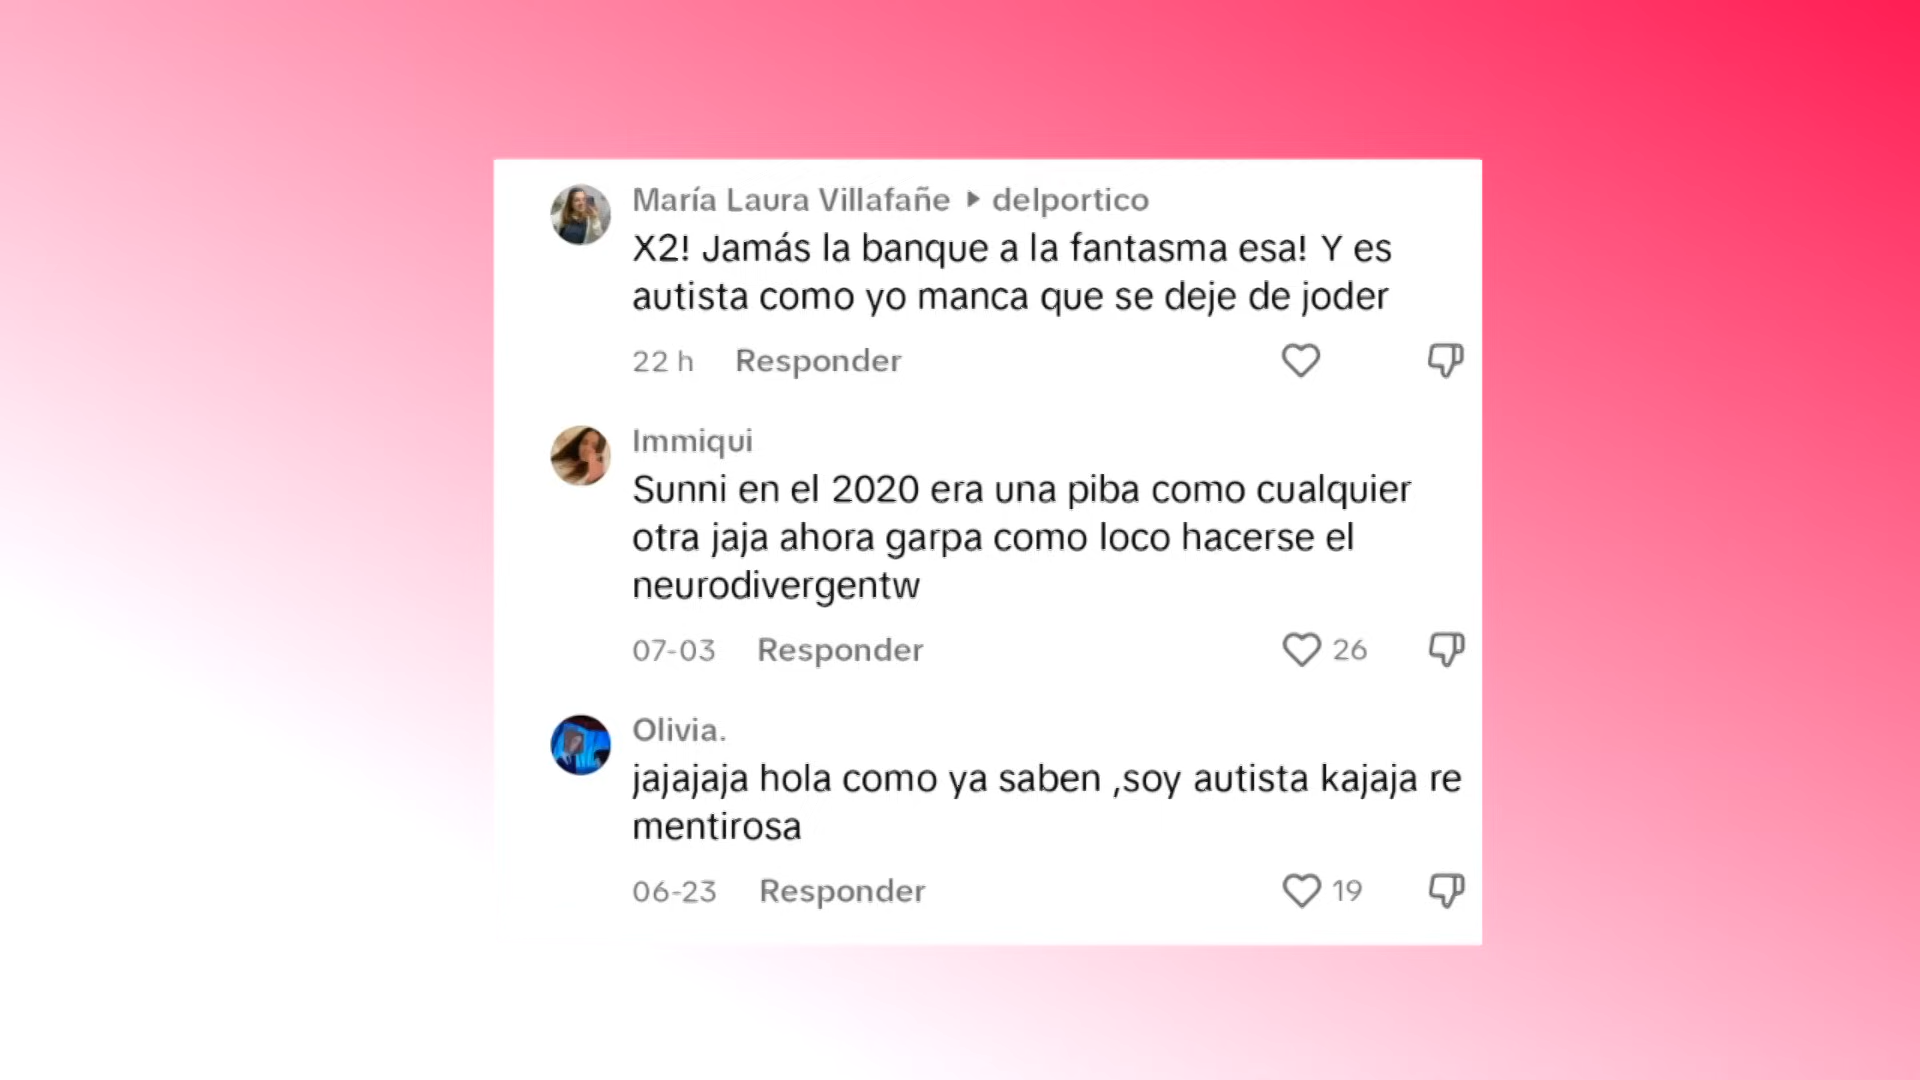 María Laura Villafañe ▸ delportico
X2! Jamás la banque a la fantasma esa! Y es
autista como yo manca que se deje de joder
22 h Responder
Immiqui
Sunni en el 2020 era una piba como cualquier
otra jaja ahora garpa como loco hacerse el
neurodivergentw
07-03 Responder 26
Olivia.
jajajaja hola como ya saben ,soy autista kajaja re
mentirosa
06-23 Responder 19